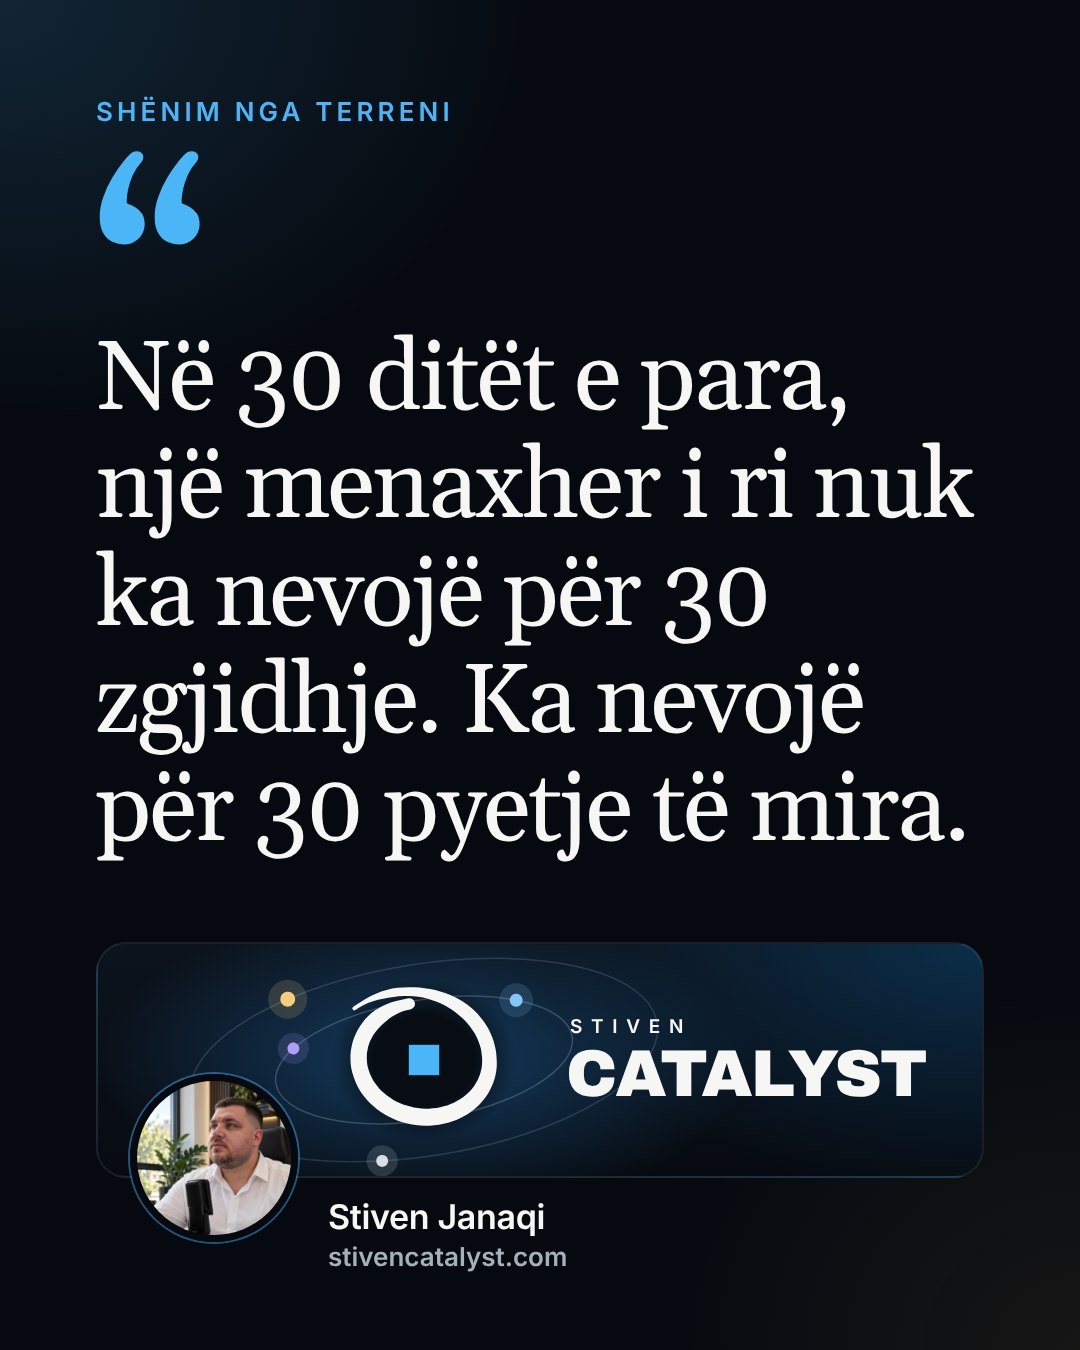 SHËNIM NGA TERRENI
“
Në 30 ditët e para,
një menaxher i ri nuk
ka nevojë për 30
zgjidhje. Ka nevojë
për 30 pyetje të mira.
STIVEN
CATALYST
Stiven Janaqi
stivencatalyst.com